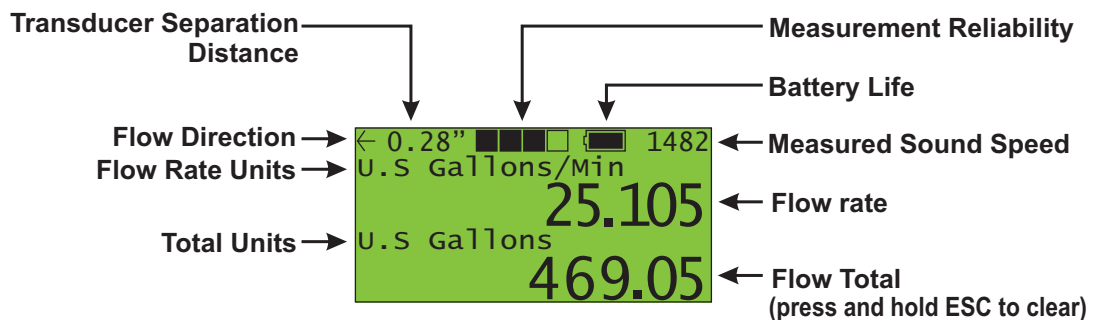 Transducer Separation
Distance
Measurement Reliability
Battery Life
Flow Direction
← 0.28” 1482
Measured Sound Speed
Flow Rate Units
U.S Gallons/Min
25.105
Flow rate
Total Units
U.S Gallons
469.05
Flow Total
(press and hold ESC to clear)